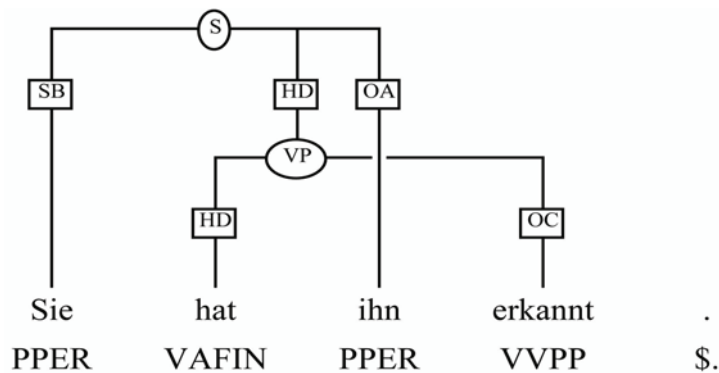 S
SB HD OA
VP
HD OC
Sie hat ihn erkannt .
PPER VAFIN PPER VVPP $.